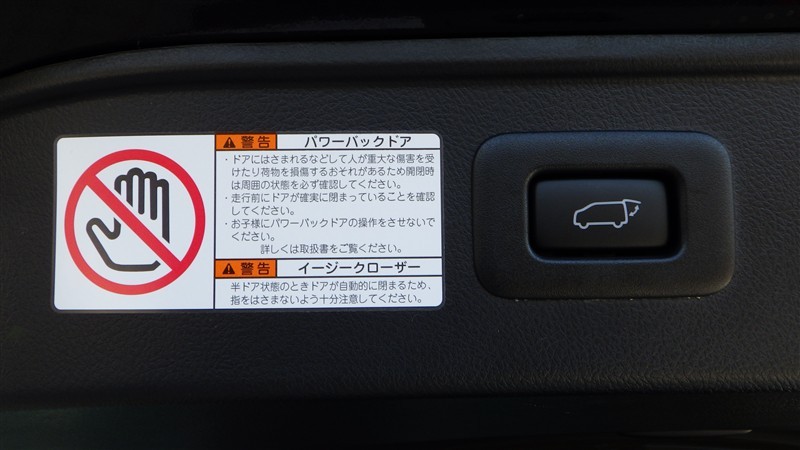 警告 パワーバックドア
・ドアにはさまれるなどして人が重大な傷害を受
けたり荷物を損傷するおそれがあるため開閉時
は周囲の状態を必ず確認してください。
・走行前にドアが確実に閉まっていることを確認
してください。
・お子様にパワーバックドアの操作をさせないで
ください。
詳しくは取扱書をご覧ください。
警告 イージークローザー
半ドア状態のときドアが自動的に閉まるため、
指をはさまないよう十分注意してください。